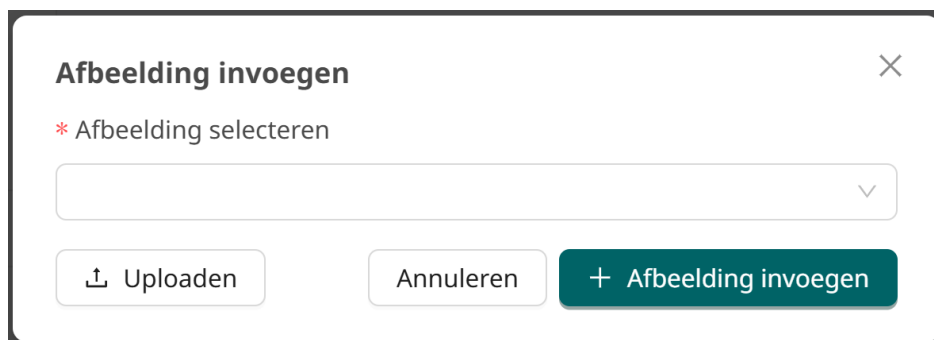 Afbeelding invoegen
* Afbeelding selecteren
Uploaden
Annuleren
+ Afbeelding invoegen